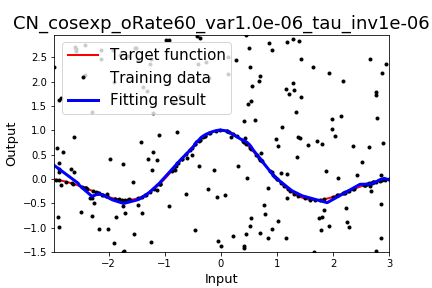 CN_cosexp_oRate60_var1.0e-06_tau_inv1e-06
Target function
Training data
Fitting result
Output
2.5
2.0
1.5
1.0
0.5
0.0
−0.5
−1.0
−1.5
−2
−1
0
1
2
3
Input